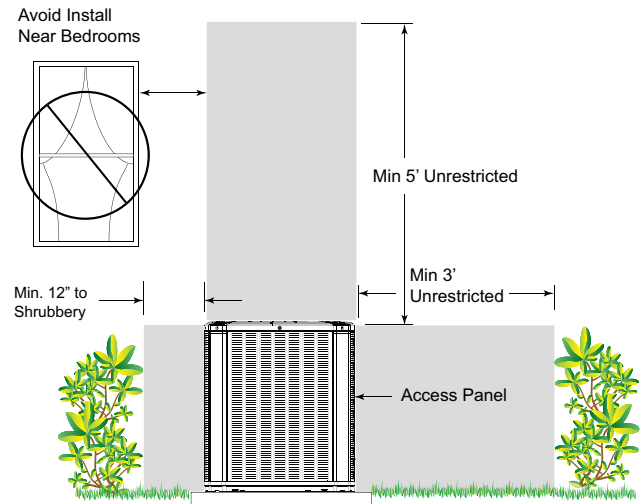 Avoid Install
Near Bedrooms
Min 5’ Unrestricted
Min 3’
Unrestricted
Min. 12” to
Shrubbery
Access Panel